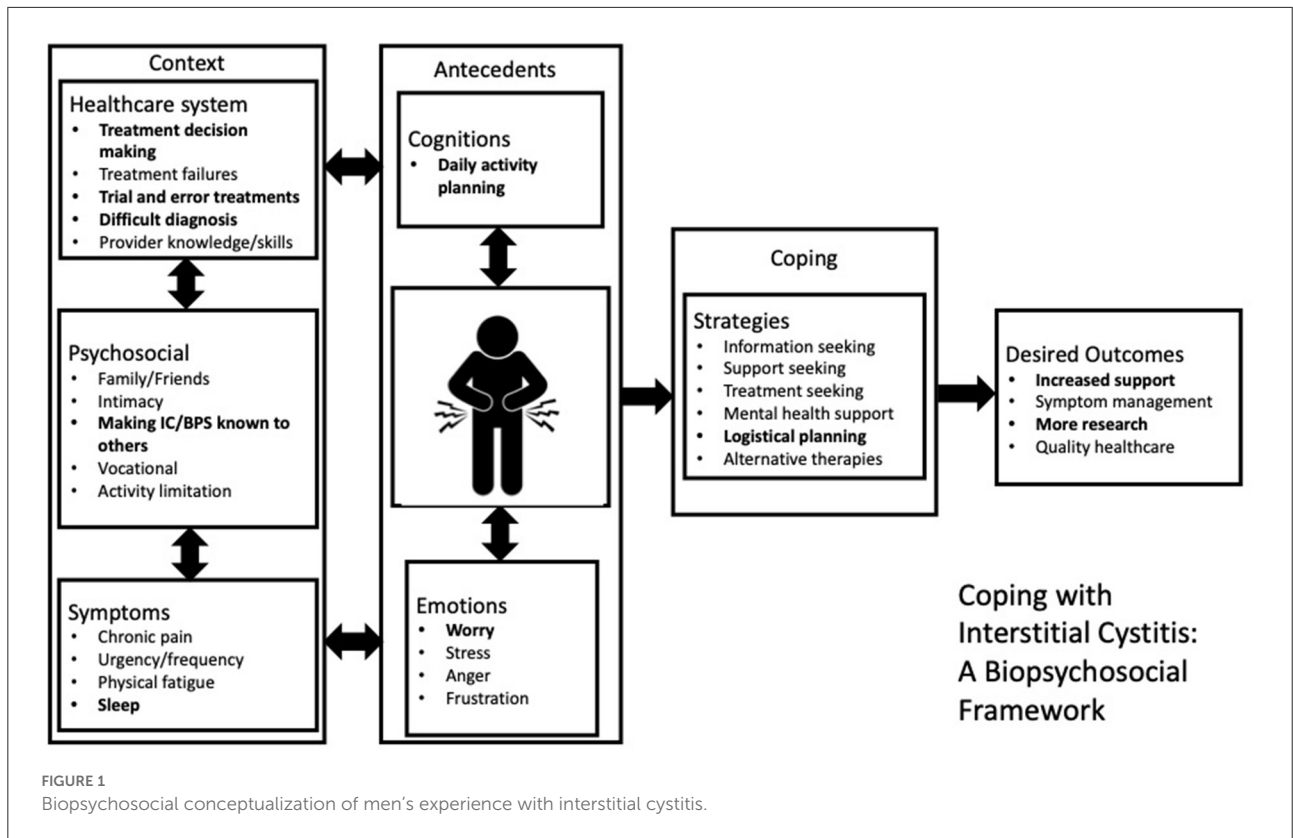 Context
Healthcare system
• Treatment decision
making
• Treatment failures
• Trial and error treatments
• Difficult diagnosis
• Provider knowledge/skills
Psychosocial
• Family/Friends
• Intimacy
• Making IC/BPS known to
others
• Vocational
• Activity limitation
Symptoms
• Chronic pain
• Urgency/frequency
• Physical fatigue
• Sleep
Antecedents
Cognitions
• Daily activity
planning
Emotions
• Worry
• Stress
• Anger
• Frustration
Coping
Strategies
• Information seeking
• Support seeking
• Treatment seeking
• Mental health support
• Logistical planning
• Alternative therapies
Desired Outcomes
• Increased support
• Symptom management
• More research
• Quality healthcare
Coping with
Interstitial Cystitis:
A Biopsychosocial
Framework
FIGURE 1
Biopsychosocial conceptualization of men's experience with interstitial cystitis.